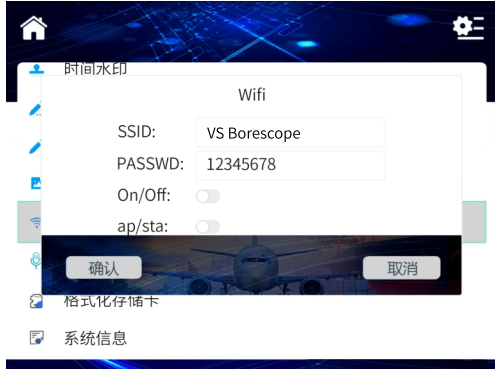 时间水印
Wifi
SSID: VS Borescope
PASSWD: 12345678
On/Off:
ap/sta:
确认 取消
格式化存储卡
系统信息